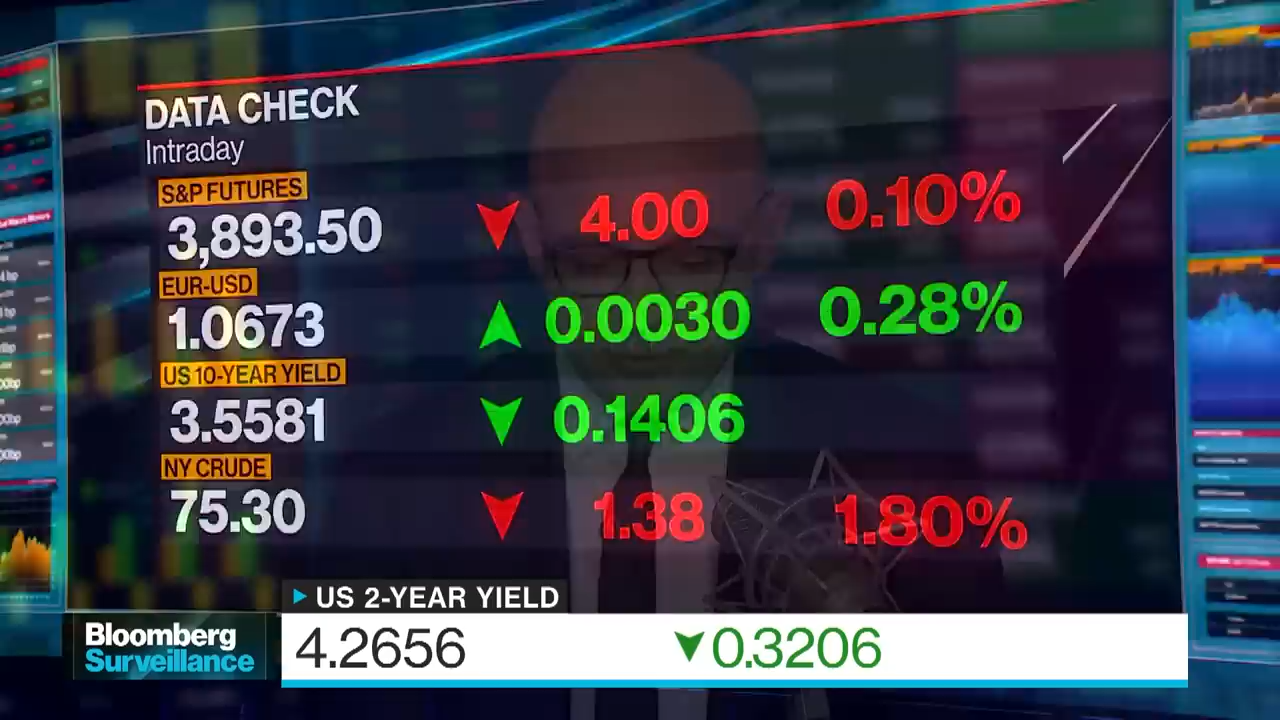 DATA CHECK
Intraday
S&P FUTURES
3,893.50 ▼ 4.00 0.10%
EUR-USD
1.0673 ▲ 0.0030 0.28%
US 10-YEAR YIELD
3.5581 ▼ 0.1406
NY CRUDE
75.30 ▼ 1.38 1.80%
US 2-YEAR YIELD
4.2656 ▼0.3206
Bloomberg
Surveillance